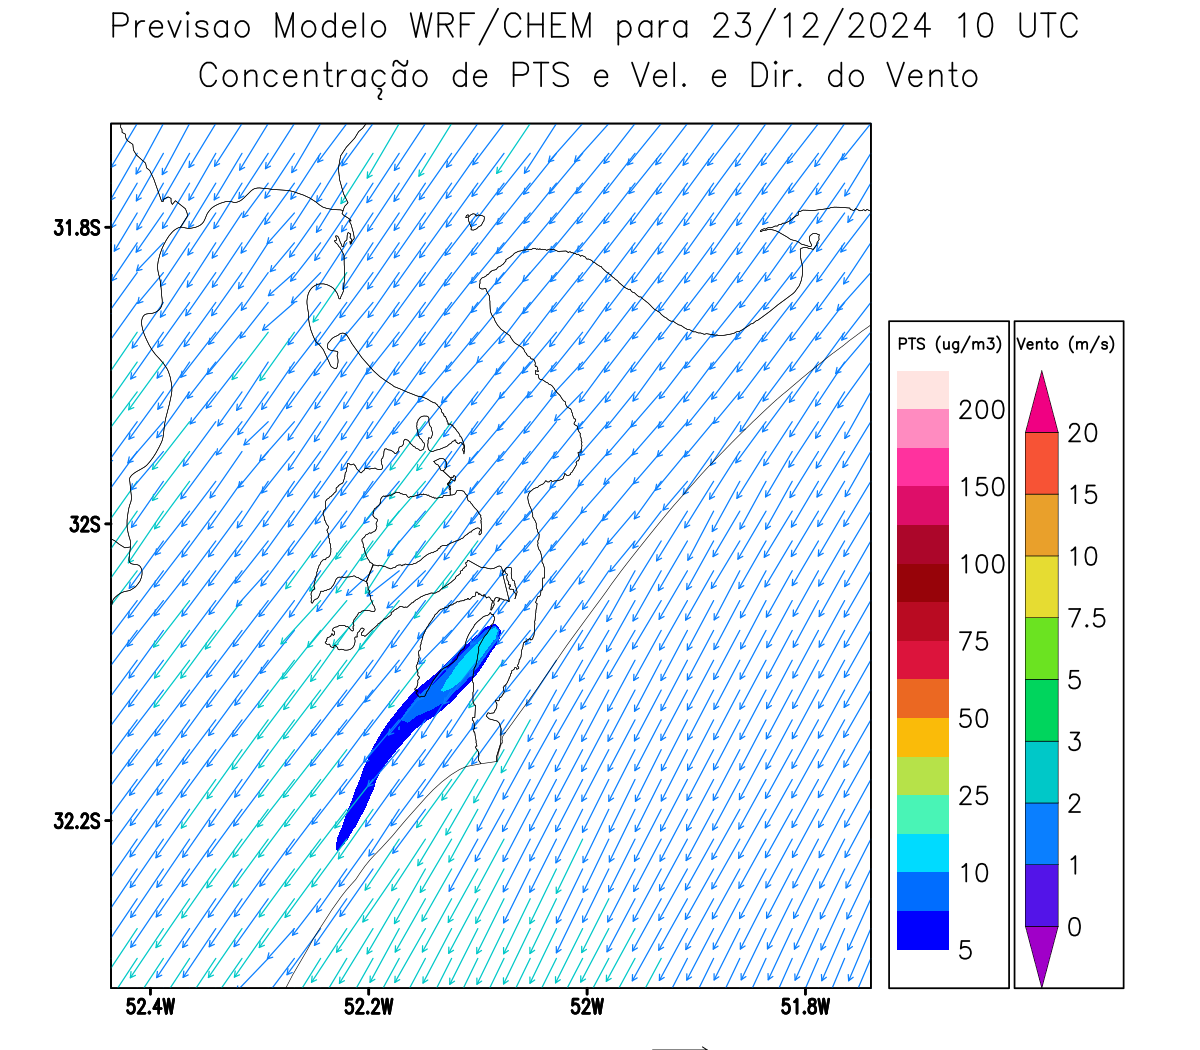 Previsao Modelo WRF/CHEM para 23/12/2024 10 UTC
Concentração de PTS e Vel. e Dir. do Vento
31.8S
32S
32.2S
52.4W 52.2W 52W 51.8W
PTS (ug/m3)
200
150
100
75
50
25
10
5
Vento (m/s)
20
15
10
7.5
5
3
2
1
0